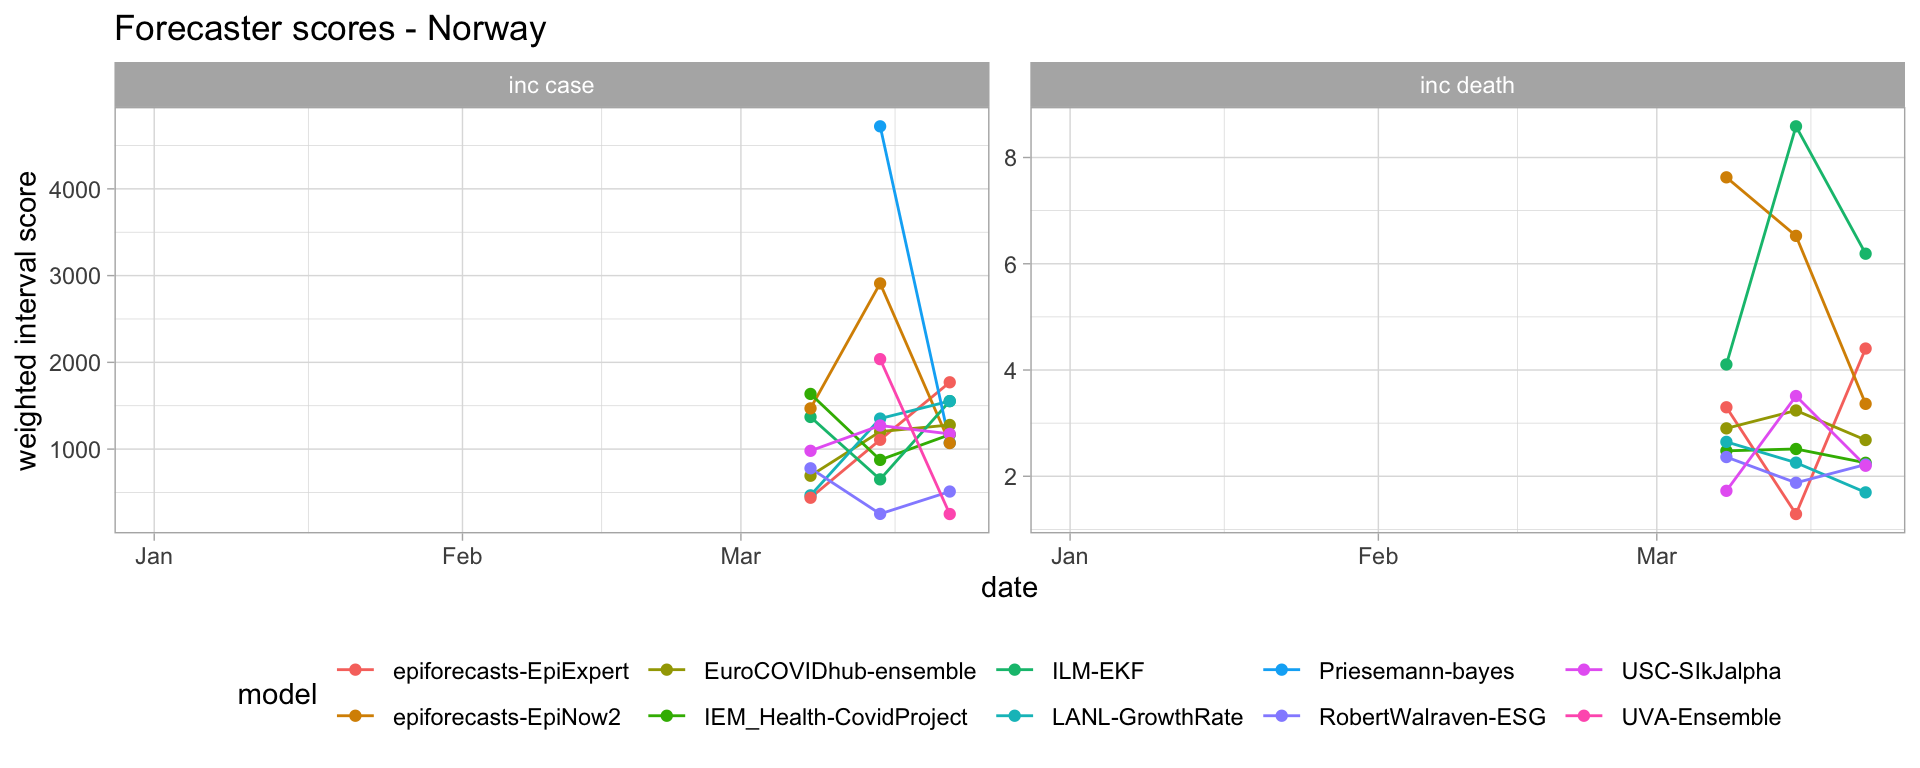 Forecaster scores - Norway
inc case
inc death
weighted interval score
4000
3000
2000
1000
8
6
4
2
Jan Feb Mar
Jan Feb Mar
date
model
epiforecasts-EpiExpert EuroCOVIDhub-ensemble ILM-EKF Priesemann-bayes USC-SIkJalpha
epiforecasts-EpiNow2 IEM_Health-CovidProject LANL-GrowthRate RobertWalraven-ESG UVA-Ensemble